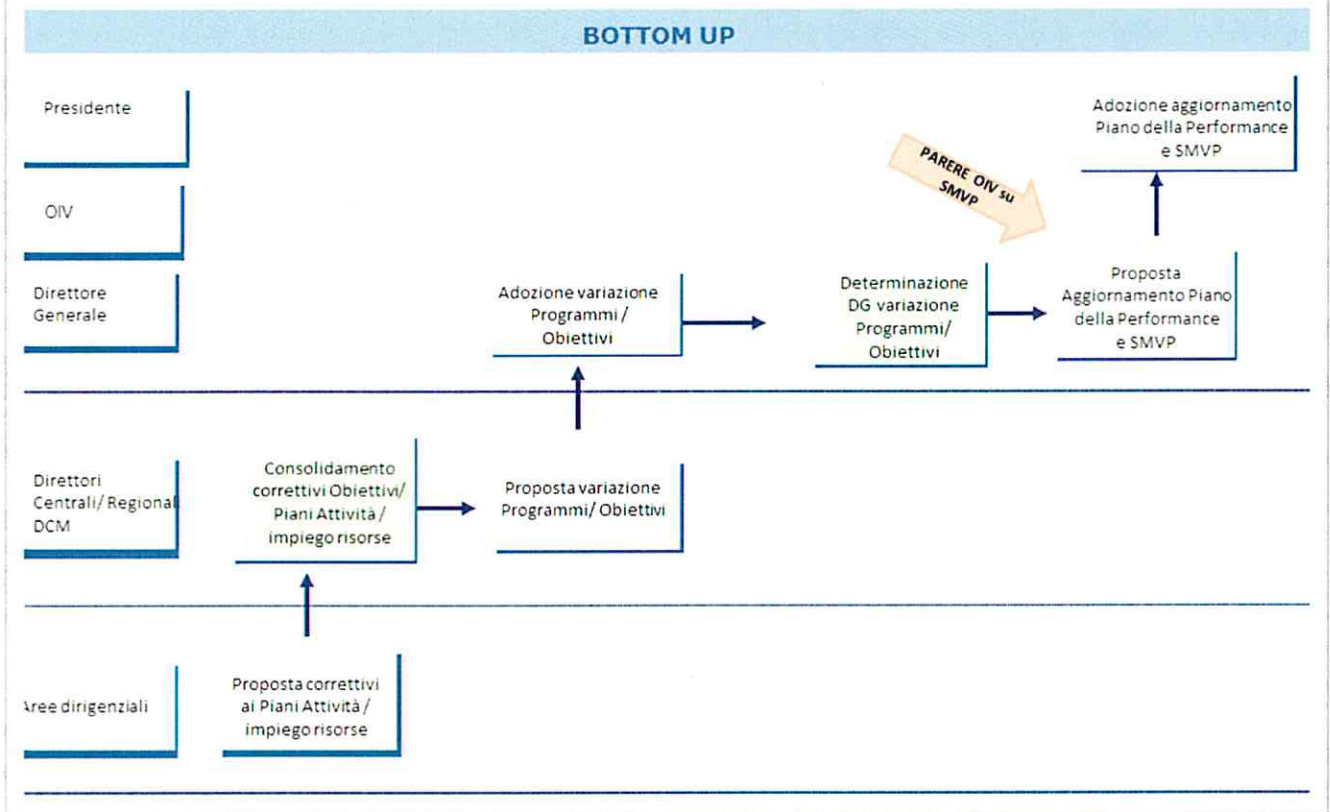 BOTTOM UP
Presidente
Adozione aggiornamento
Piano della Performance
e SMVP
PARERE OIV su
SMVP
OIV
Direttore
Generale
Adozione variazione
Programmi /
Obiettivi
Determinazione
DG variazione
Programmi/
Obiettivi
Proposta
Aggiornamento Piano
della Performance
e SMVP
Direttori
Centrali/ Regional
DCM
Consolidamento
correttivi Obiettivi/
Piani Attività /
impiego risorse
Proposta variazione
Programmi/ Obiettivi
Aree dirigenziali
Proposta correttivi
ai Piani Attività /
impiego risorse